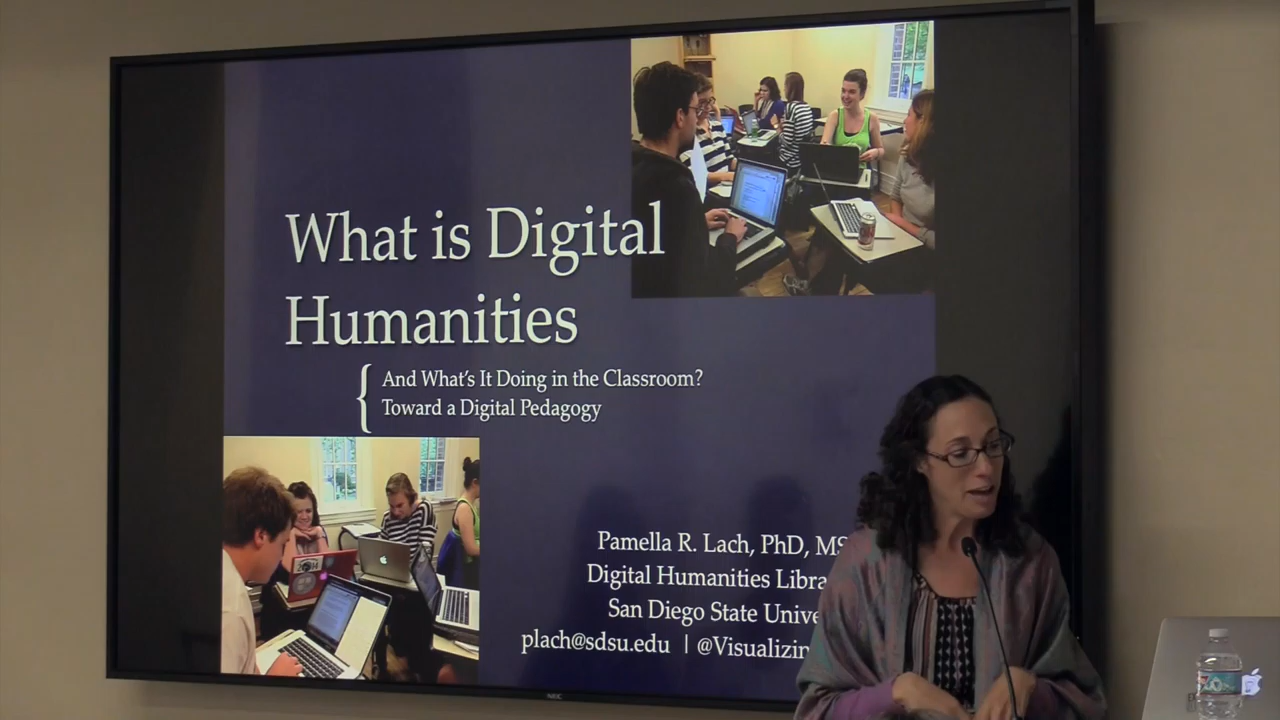 What is Digital
Humanities
And What's It Doing in the Classroom?
Toward a Digital Pedagogy
Pamella R. Lach, PhD,
Digital Humanities
San Diego State
plach@sdsu.edu |
NEC